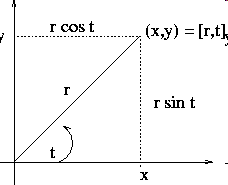 r cos t
y (x,y) = [r,t]
r
r sin t
t
x